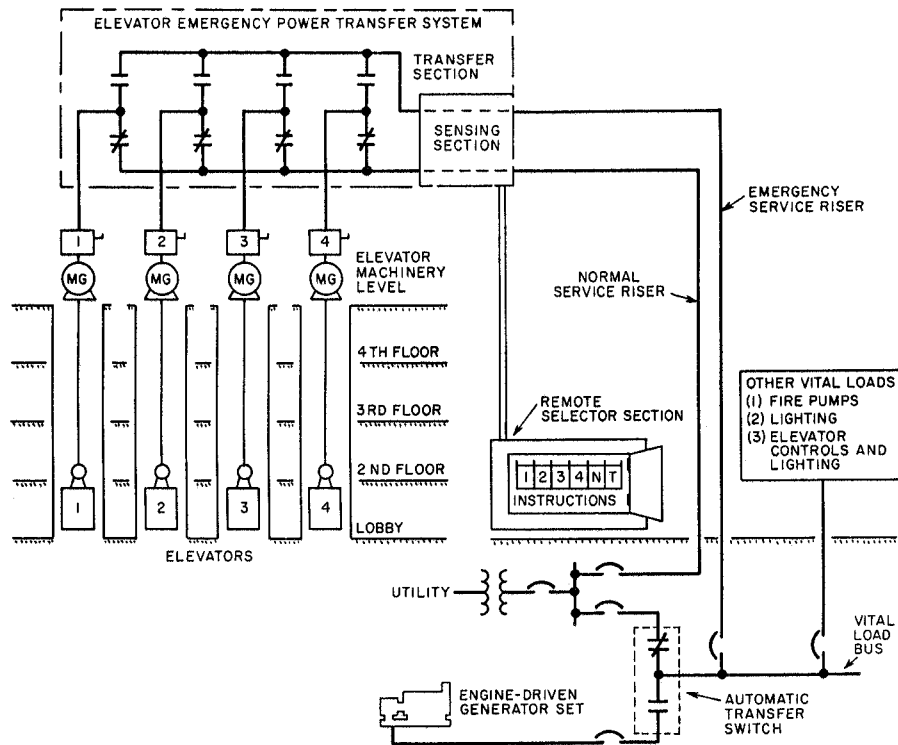 ELEVATOR EMERGENCY POWER TRANSFER SYSTEM
TRANSFER
SECTION
SENSING
SECTION
EMERGENCY
SERVICE RISER
1
2
3
4
ELEVATOR
MACHINERY
LEVEL
MG
MG
MG
MG
NORMAL
SERVICE RISER
4TH FLOOR
3RD FLOOR
2ND FLOOR
LOBBY
1
2
3
4
ELEVATORS
REMOTE
SELECTOR SECTION
1 2 3 4 N T
INSTRUCTIONS
OTHER VITAL LOADS
(1) FIRE PUMPS
(2) LIGHTING
(3) ELEVATOR
CONTROLS AND
LIGHTING
UTILITY
VITAL
LOAD
BUS
ENGINE-DRIVEN
GENERATOR SET
AUTOMATIC
TRANSFER
SWITCH